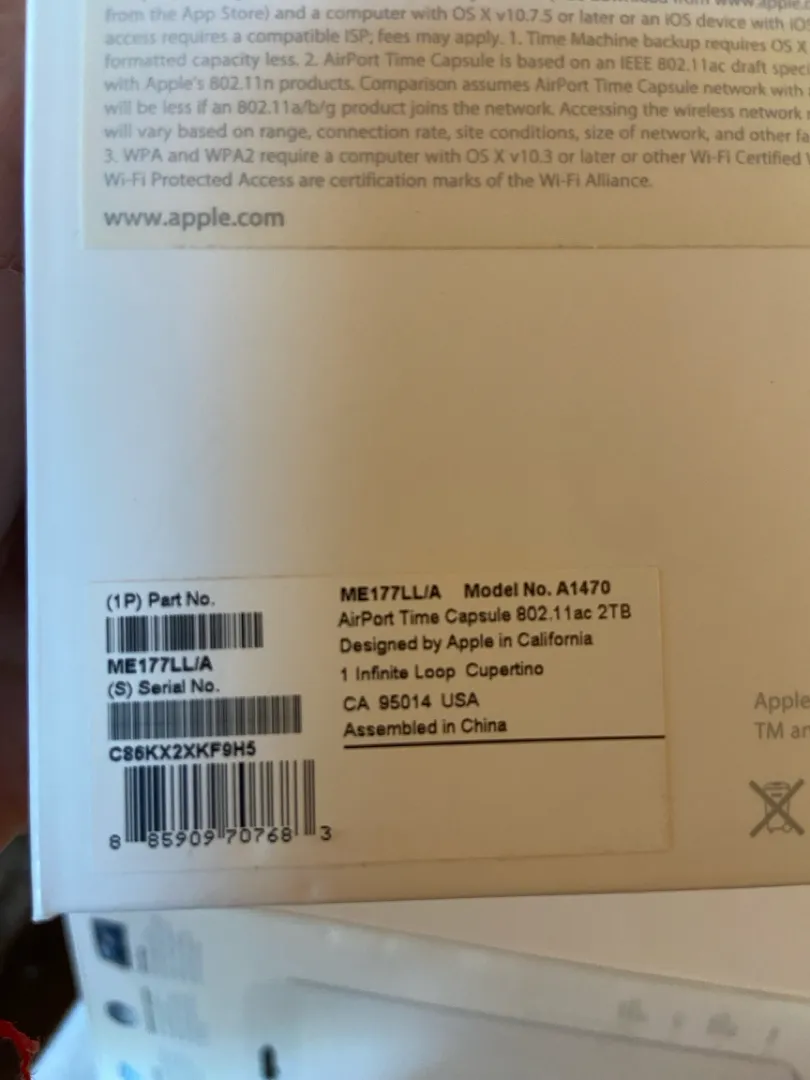 from the App Store) and a computer with OS X v10.7.5 or later or an iOS device with iOS
access requires a compatible ISP; fees may apply. 1. Time Machine backup requires OS X
formatted capacity less. 2. AirPort Time Capsule is based on an IEEE 802.11ac draft speci
with Apple's 802.11n products. Comparison assumes AirPort Time Capsule network with
will be less if an 802.11a/b/g product joins the network. Accessing the wireless network
will vary based on range, connection rate, site conditions, size of network, and other fa
3. WPA and WPA2 require a computer with OS X v10.3 or later or other Wi-Fi Certified
Wi-Fi Protected Access are certification marks of the Wi-Fi Alliance.
www.apple.com
(1P) Part No.
ME177LL/A
(S) Serial No.
C86KX2XKF9H5
8 85909 70768 3
ME177LL/A Model No. A1470
AirPort Time Capsule 802.11ac 2TB
Designed by Apple in California
1 Infinite Loop Cupertino
CA 95014 USA
Assembled in China
Apple
TM an